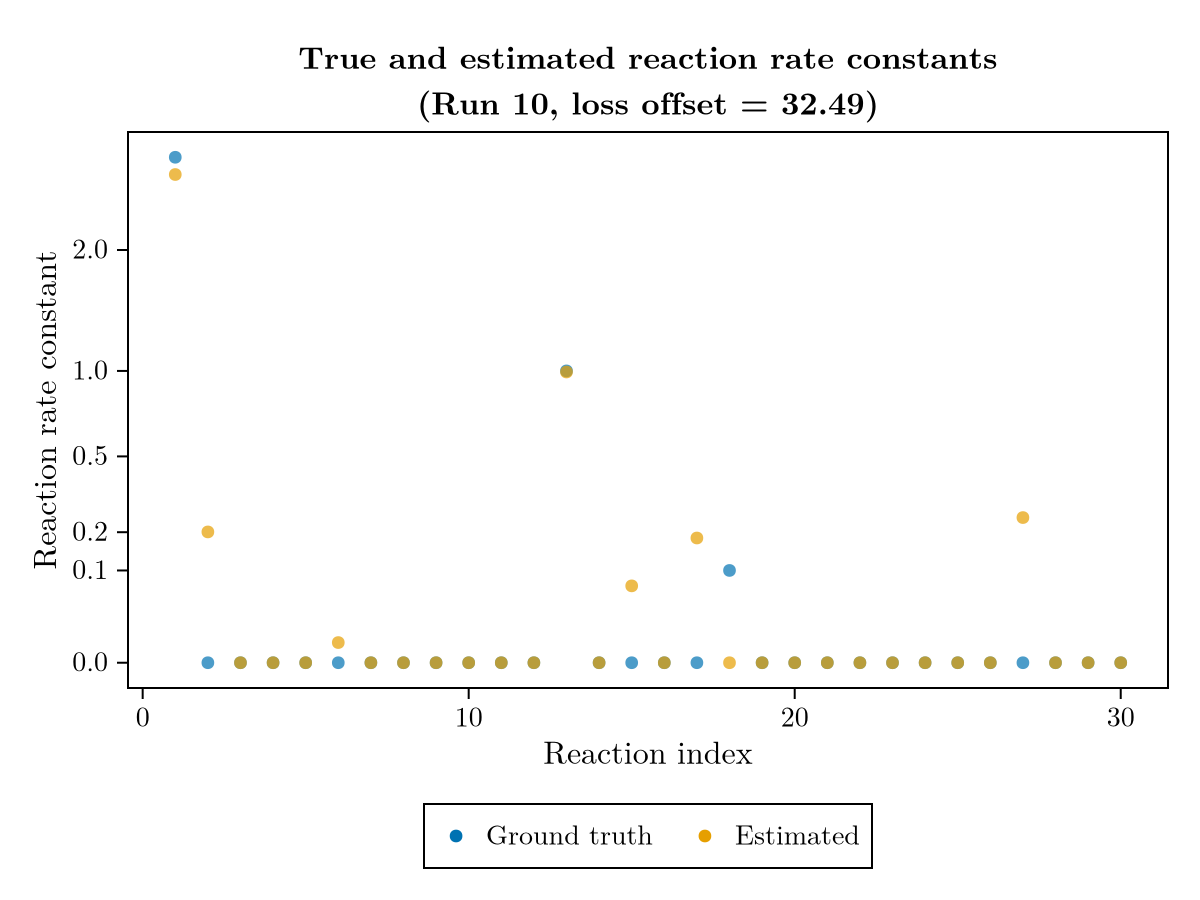 True and estimated reaction rate constants
(Run 10, loss offset = 32.49)
Reaction rate constant
2.0
1.0
0.5
0.2
0.1
0.0
0 10 20 30
Reaction index
Ground truth Estimated